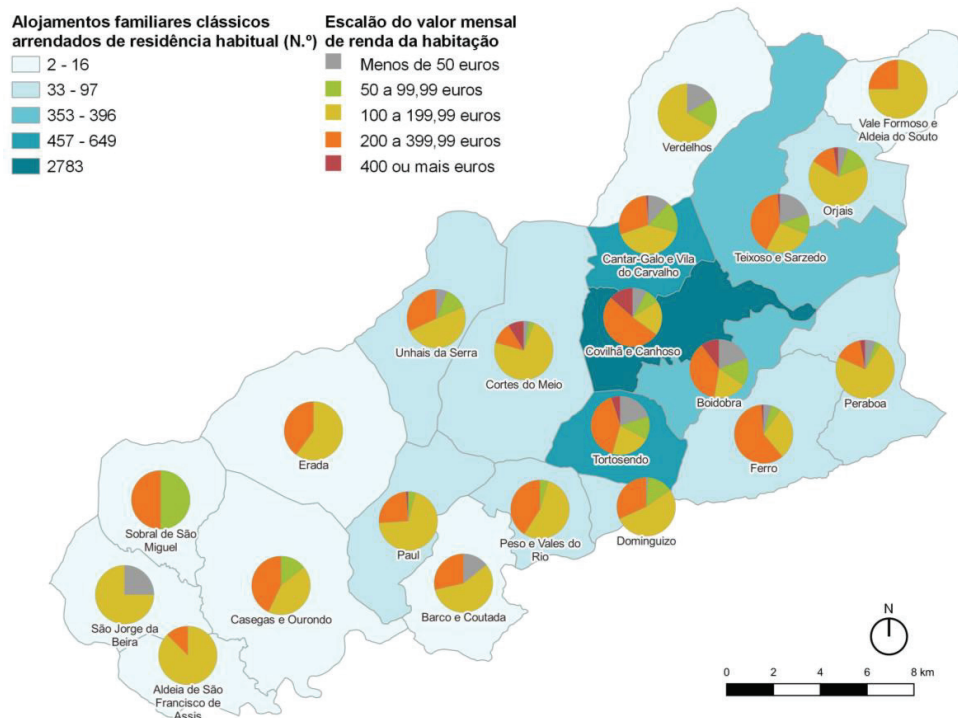 Alojamentos familiares clássicos
arrendados de residência habitual (N.º)
2 - 16
33 - 97
353 - 396
457 - 649
2783
Escalão do valor mensal
de renda da habitação
Menos de 50 euros
50 a 99,99 euros
100 a 199,99 euros
200 a 399,99 euros
400 ou mais euros
Vale Formoso e
Aldeia do Souto
Verdelhos
Orjais
Cantar-Galo e Vila
do Carvalho
Teixoso e Sarzedo
Unhais da Serra
Cortes do Meio
Covilhã e Canhoso
Boidobra
Peraboa
Erada
Tortosendo
Ferro
Sobral de São
Miguel
Paul
Peso e Vales do
Rio
Dominguizo
São Jorge da
Beira
Casegas e Ourondo
Barco e Coutada
Aldeia de São
Francisco de
Assis
N
0 2 4 6 8 km